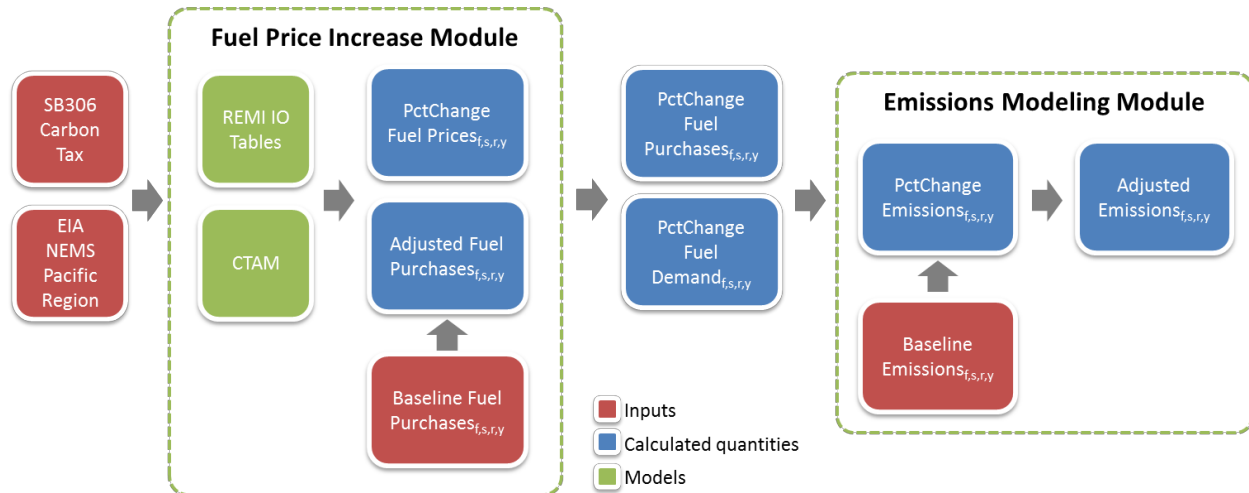 Fuel Price Increase Module
SB306
Carbon
Tax
EIA
NEMS
Pacific
Region
REMI IO
Tables
CTAM
PctChange
Fuel Prices f,s,r,y
Adjusted Fuel
Purchases f,s,r,y
Baseline Fuel
Purchases f,s,r,y
PctChange
Fuel
Purchases f,s,r,y
PctChange
Fuel
Demand f,s,r,y
Inputs
Calculated quantities
Models
Emissions Modeling Module
PctChange
Emissions f,s,r,y
Adjusted
Emissions f,s,r,y
Baseline
Emissions f,s,r,y